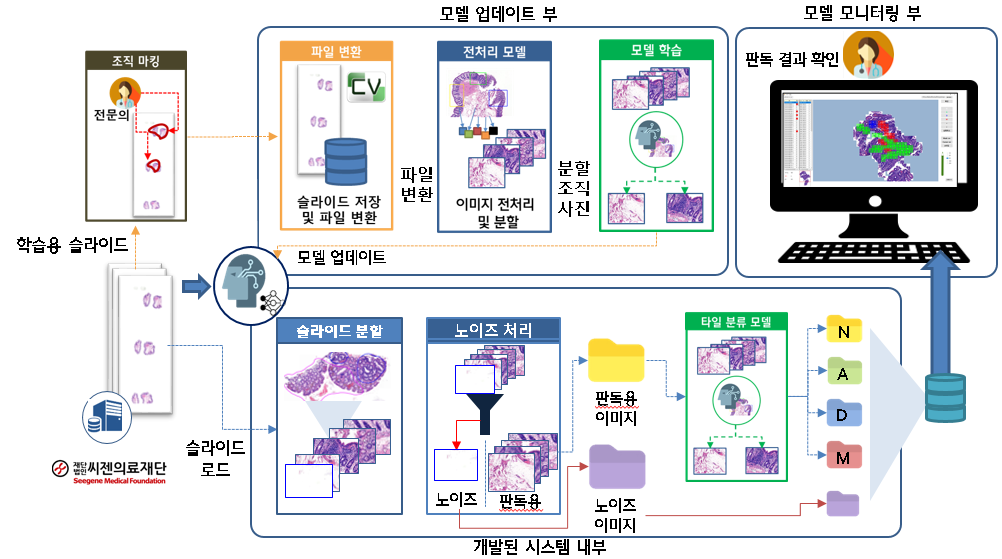 모델 업데이트 부
모델 모니터링 부
조직 마킹
전문의
파일 변환
CV
슬라이드 저장
및 파일 변환
파일
변환
전처리 모델
이미지 전처리
및 분할
분할
조직
사진
모델 학습
판독 결과 확인
학습용 슬라이드
모델 업데이트
슬라이드 분할
노이즈 처리
타일 분류 모델
판독용
이미지
N
A
D
M
슬라이드
로드
노이즈
판독용
노이즈
이미지
재단
법인 씨젠의료재단
Seegene Medical Foundation
개발된 시스템 내부